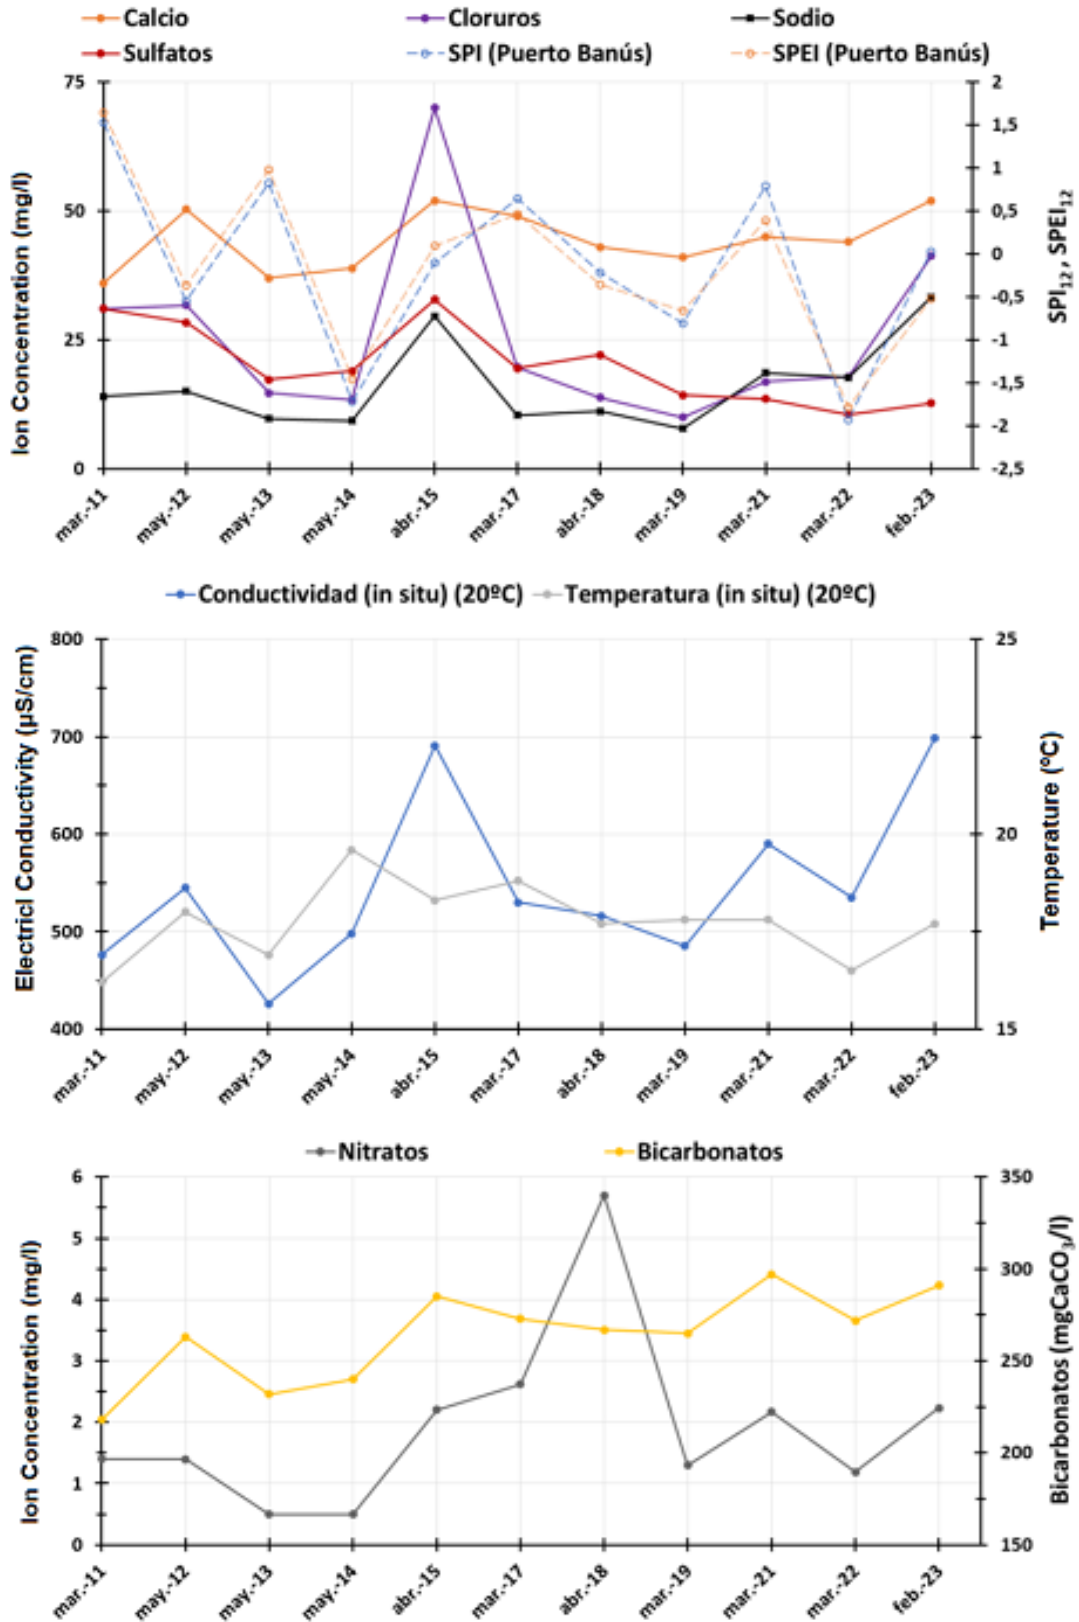 Calcio Cloruros Sodio
Sulfatos SPI (Puerto Banús) SPEI (Puerto Banús)
75
50
25
0
Ion Concentration (mg/l)
2
1,5
1
0,5
0
-0,5
-1
-1,5
-2
-2,5
SPI12 , SPEI12
mar.-11 may.-12 may.-13 may.-14 abr.-15 mar.-17 abr.-18 mar.-19 mar.-21 mar.-22 feb.-23
Conductividad (in situ) (20ºC) Temperatura (in situ) (20ºC)
800
700
600
500
400
Electricl Conductivity (µS/cm)
25
20
15
Temperature (°C)
mar.-11 may.-12 may.-13 may.-14 abr.-15 mar.-17 abr.-18 mar.-19 mar.-21 mar.-22 feb.-23
Nitratos Bicarbonatos
6
5
4
3
2
1
0
Ion Concentration (mg/l)
350
300
250
200
150
Bicarbonatos (mgCaCO3/l)
mar.-11 may.-12 may.-13 may.-14 abr.-15 mar.-17 abr.-18 mar.-19 mar.-21 mar.-22 feb.-23